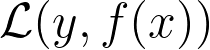 ℒ(y, f(x))